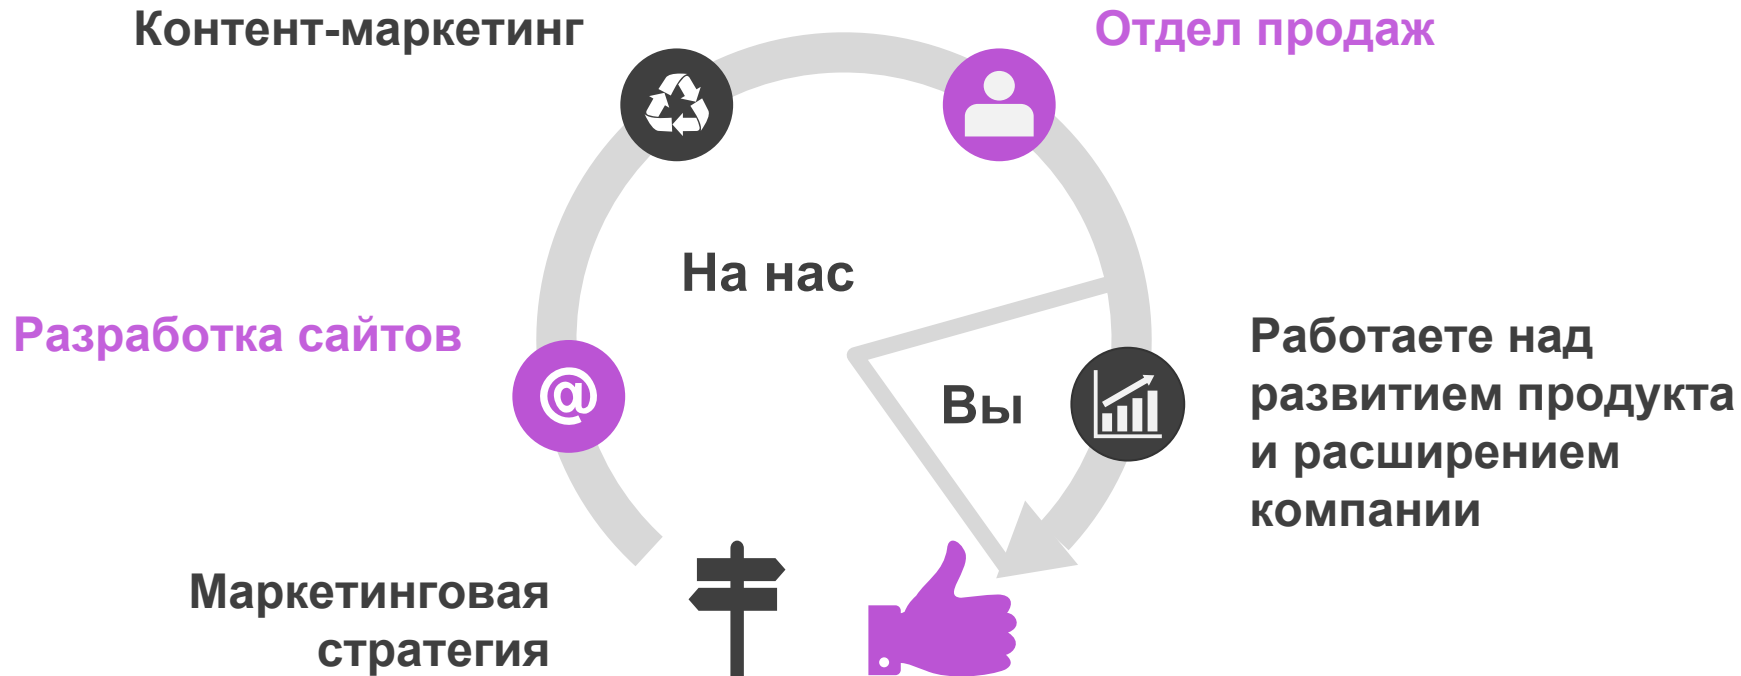 Контент-маркетинг
Отдел продаж
На нас
Разработка сайтов
@
Вы
Работаете над
развитием продукта
и расширением
компании
Маркетинговая
стратегия